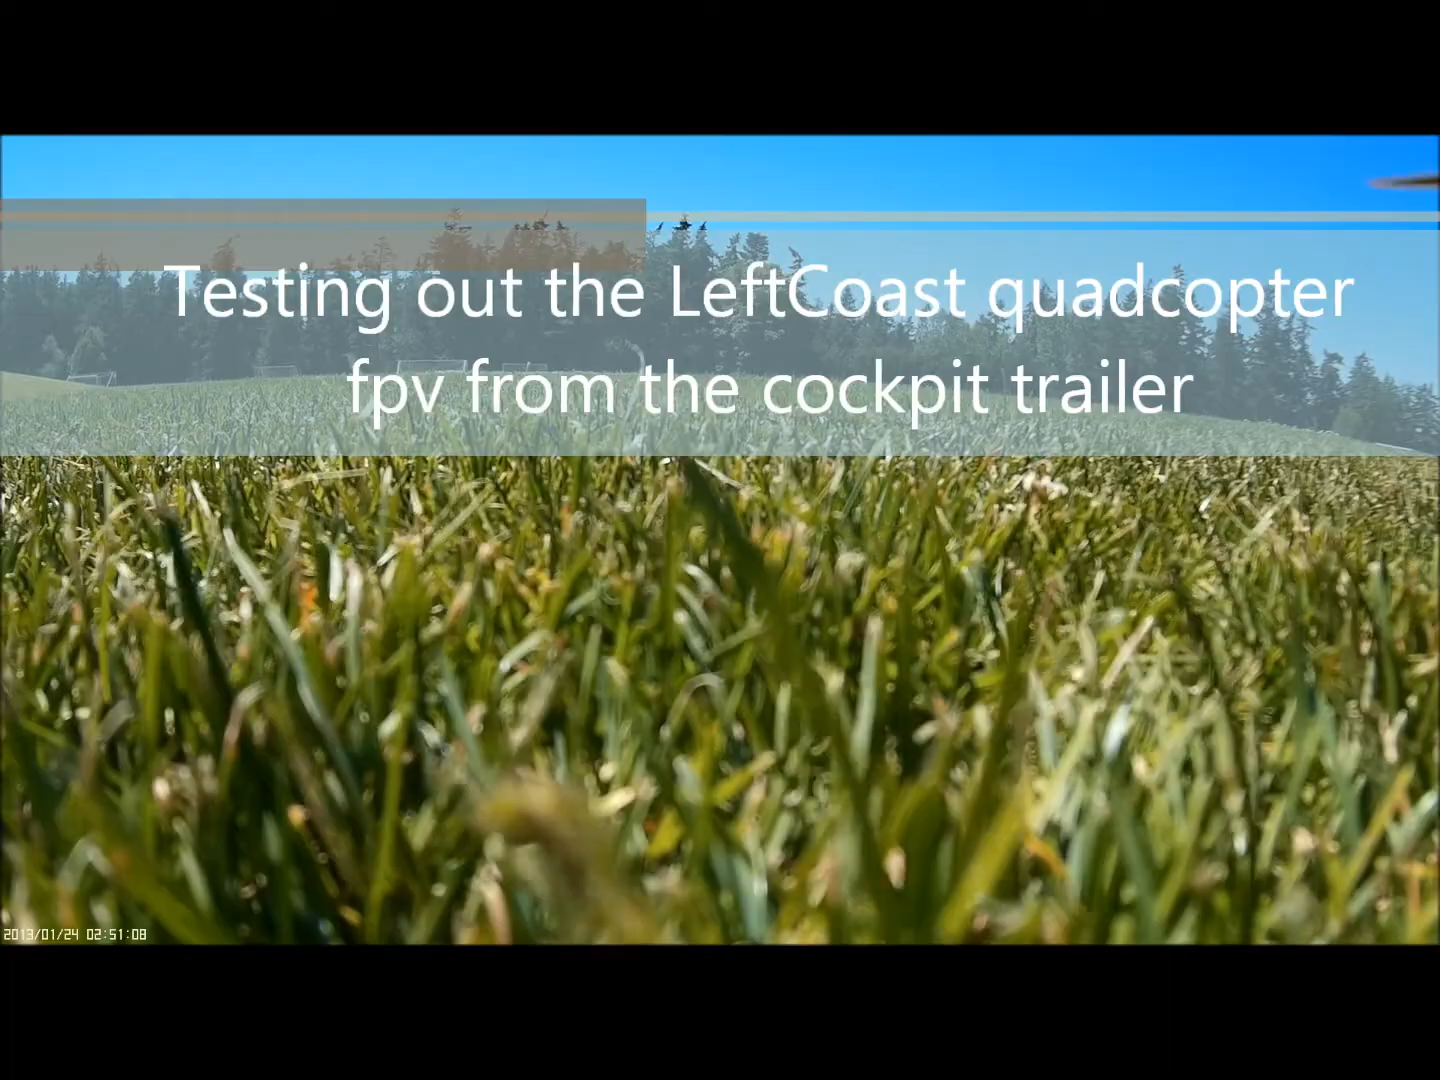 Testing out the LeftCoast quadcopter
fpv from the cockpit trailer
2013/01/24 02:51:08